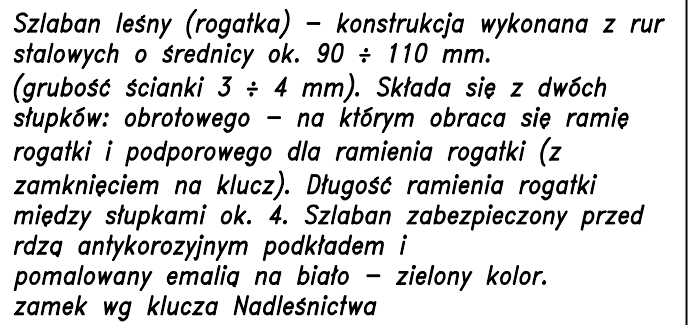 Szlaban leśny (rogatka) – konstrukcja wykonana z rur
stalowych o średnicy ok. 90 ÷ 110 mm.
(grubość ścianki 3 ÷ 4 mm). Składa się z dwóch
słupków: obrotowego – na którym obraca się ramię
rogatki i podporowego dla ramienia rogatki (z
zamknięciem na klucz). Długość ramienia rogatki
między słupkami ok. 4. Szlaban zabezpieczony przed
rdzą antykorozyjnym podkładem i
pomalowany emalią na biało – zielony kolor.
zamek wg klucza Nadleśnictwa